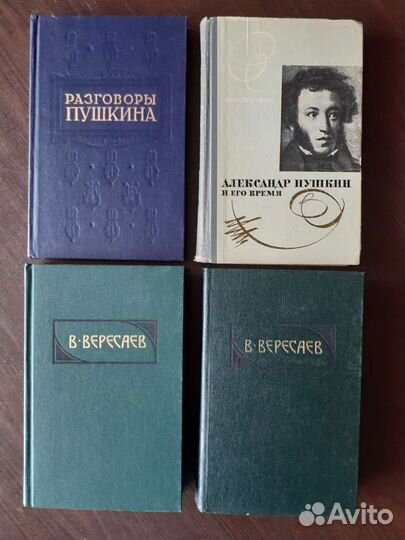 РАЗГОВОРЫ
ПУШКИНА
АЛЕКСАНДР ПУШКИН
И ЕГО ВРЕМЯ
В·ВЕРЕСАЕВ
В·ВЕРЕСАЕВ
Avito